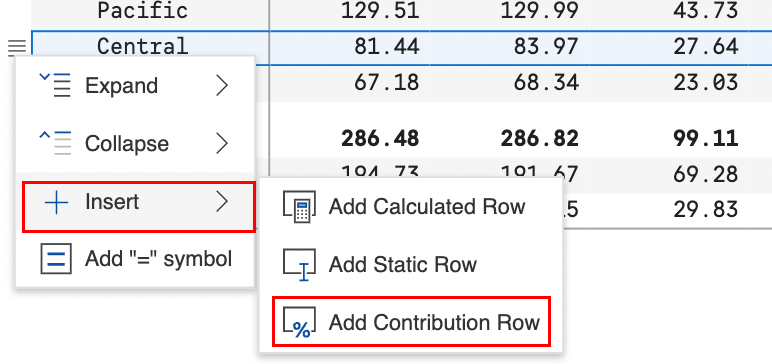 Pacific 129.51 129.99 43.73
Central 81.44 83.97 27.64
67.18 68.34 23.03
Expand
Collapse
286.48 286.82 99.11
194.73 191.67 69.28
Insert
Add Calculated Row
5 29.83
Add "=" symbol
Add Static Row
Add Contribution Row